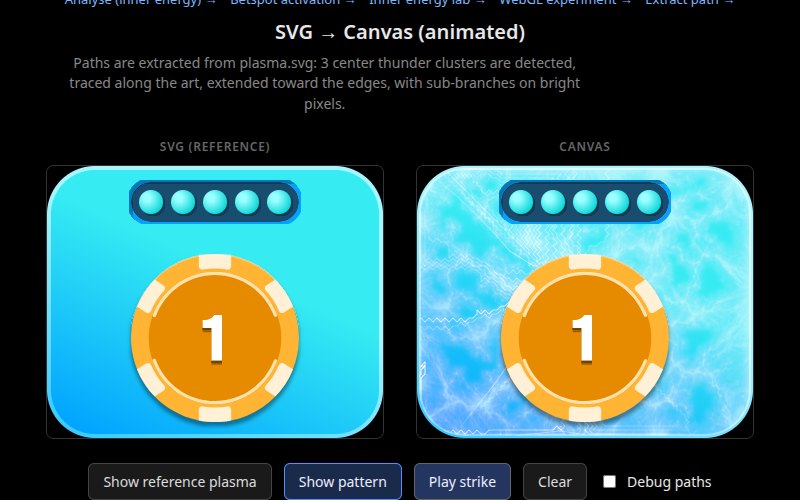 Analyse (inner energy) → Betspot activation → Inner energy lab → WebGL experiment → Extract path →
SVG → Canvas (animated)
Paths are extracted from plasma.svg: 3 center thunder clusters are detected,
traced along the art, extended toward the edges, with sub-branches on bright
pixels.
SVG (REFERENCE)
CANVAS
1
1
Show reference plasma
Show pattern
Play strike
Clear
Debug paths